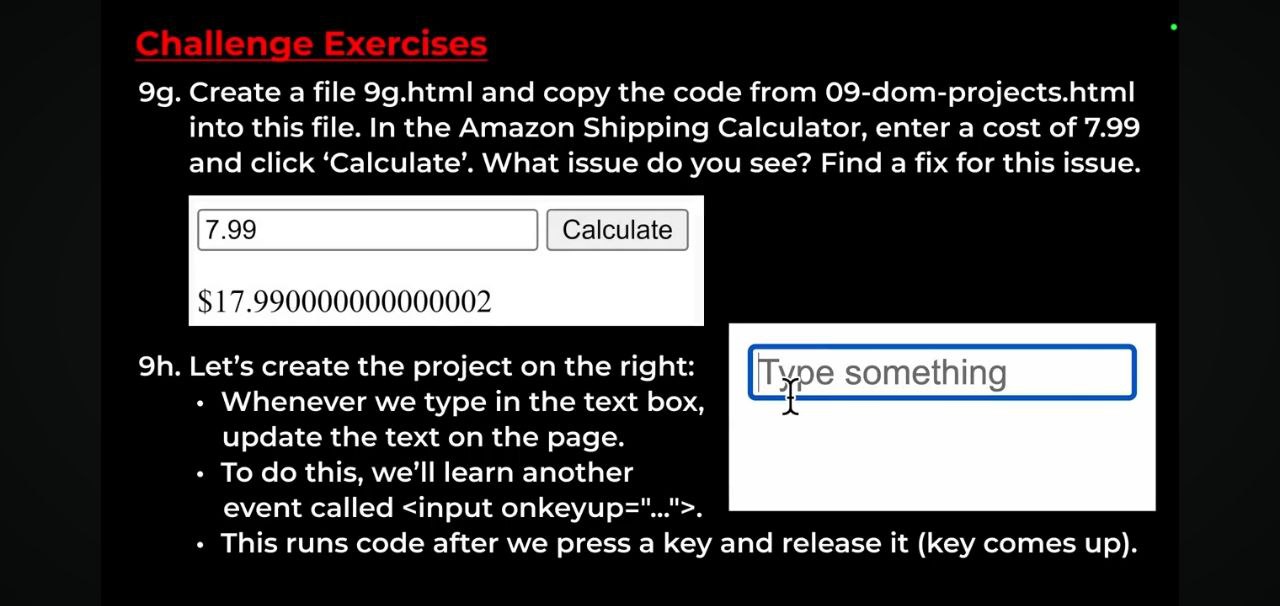 Challenge Exercises
9g. Create a file 9g.html and copy the code from 09-dom-projects.html
into this file. In the Amazon Shipping Calculator, enter a cost of 7.99
and click ‘Calculate’. What issue do you see? Find a fix for this issue.
7.99 Calculate
$17.990000000000002
9h. Let’s create the project on the right:
Type something
• Whenever we type in the text box,
update the text on the page.
• To do this, we’ll learn another
event called <input onkeyup="...">.
• This runs code after we press a key and release it (key comes up).